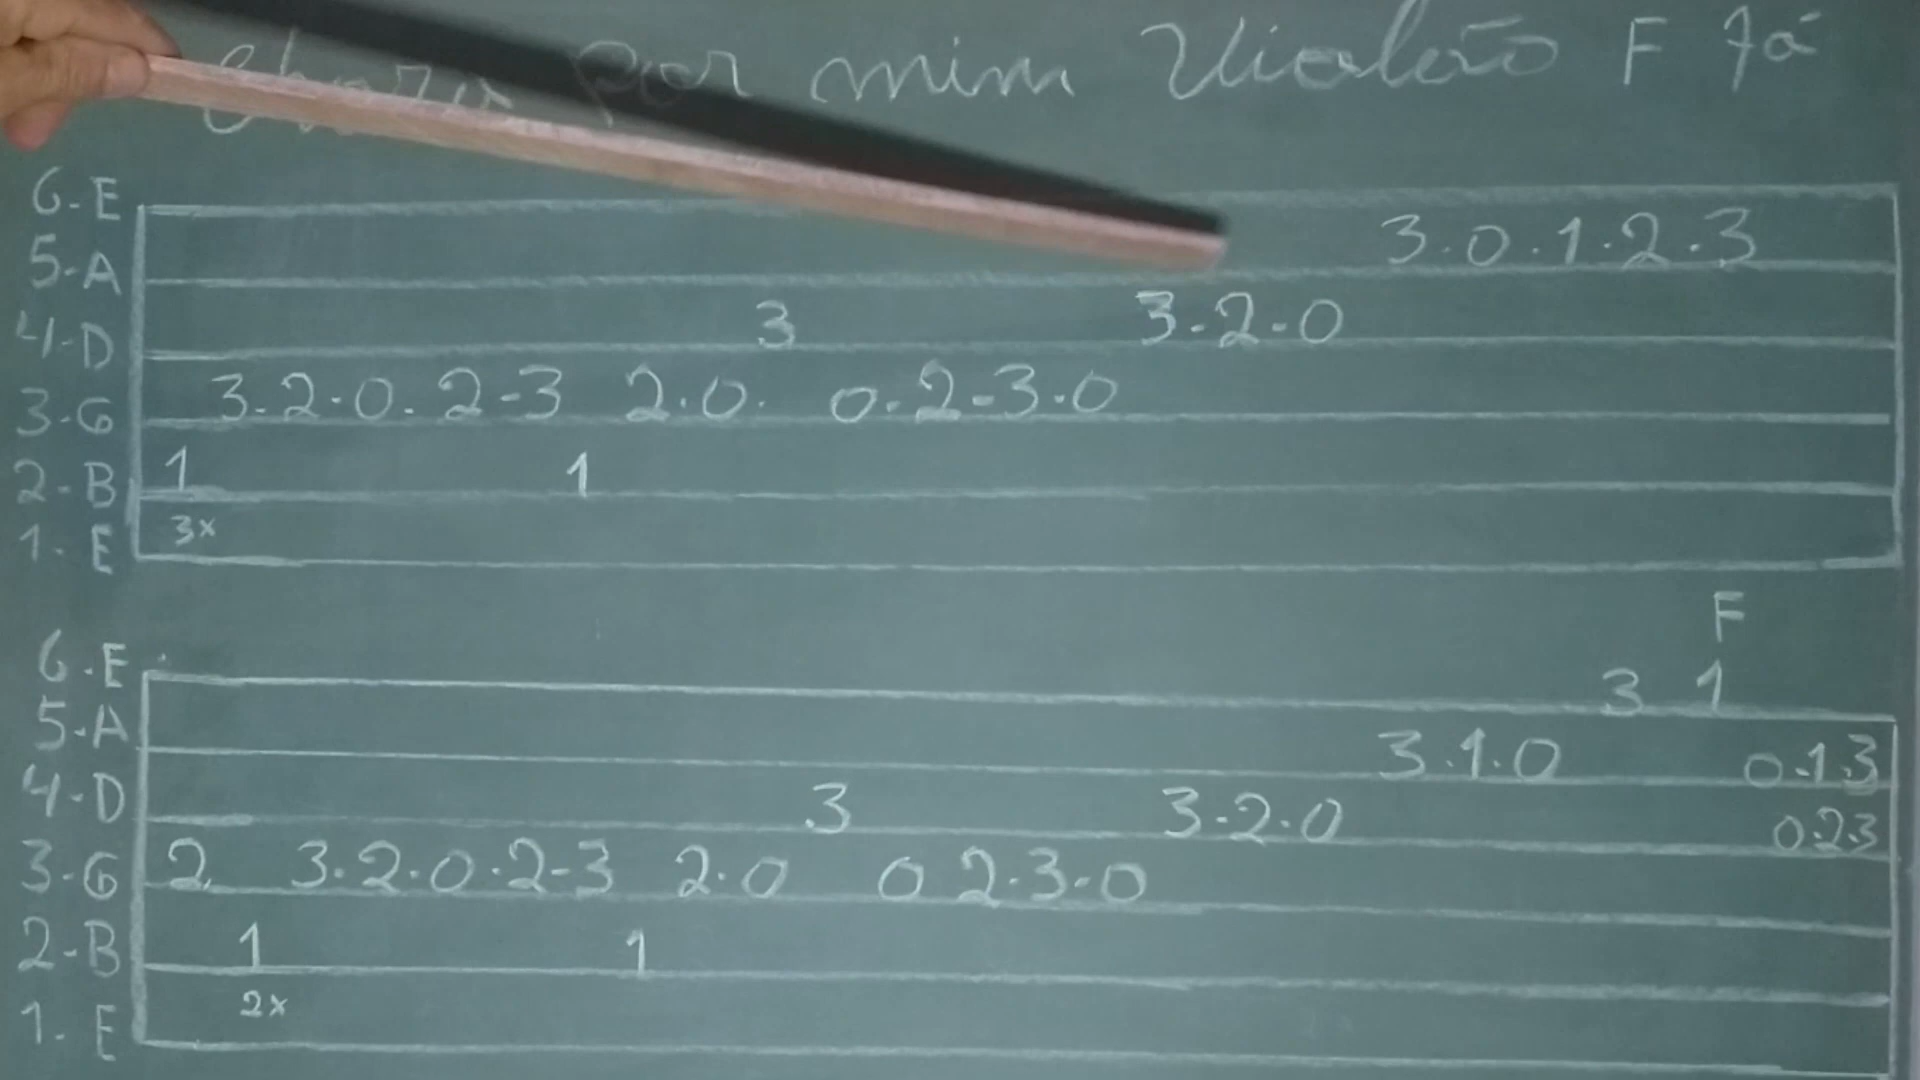 Chora Por mim Violão F Fá
6-E
5-A 3.0.1.2.3
4-D 3 3-2-0
3-G 3-2.0.2-3 2.0. 0.2-3.0
2-B 1 1
1-E 3x
F
6-E 3 1
5-A 3.1.0 0.1.3
4-D 3 3-2-0 0.2.3
3-G 2 3.2.0.2-3 2.0 0 2.3-0
2-B 1 1
1-E 2x